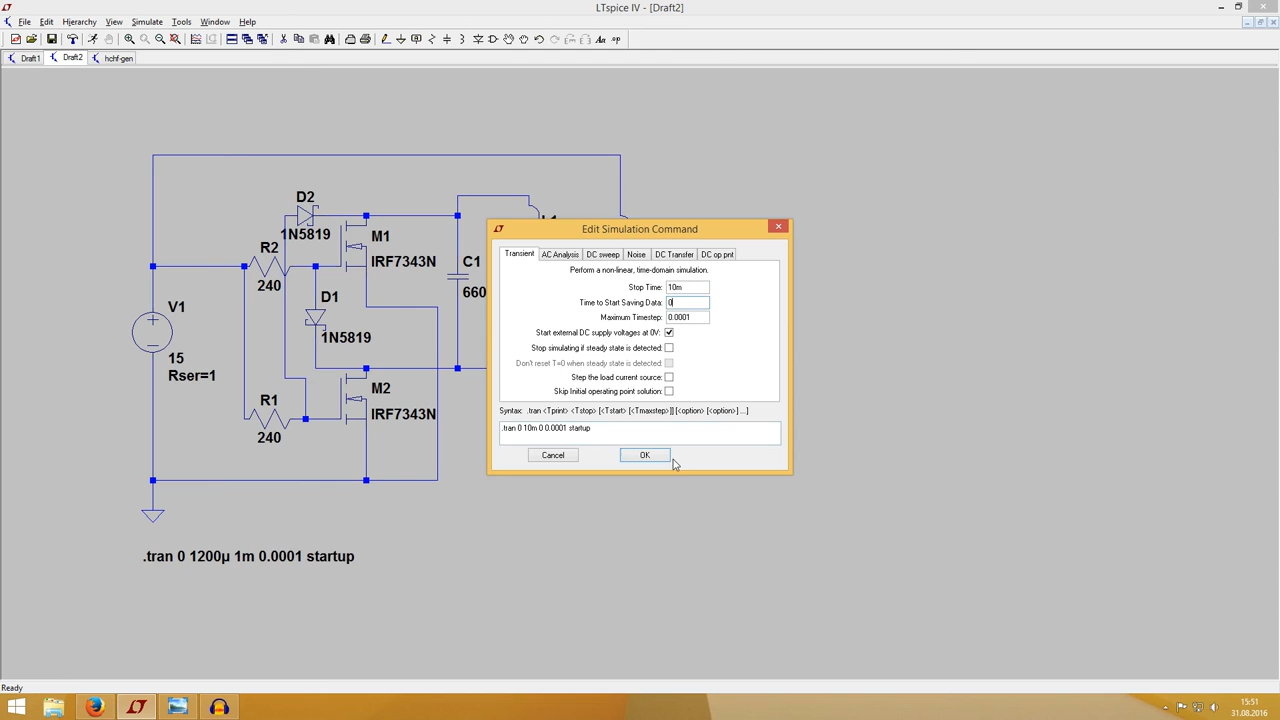 LTspice IV - [Draft2]
File Edit Hierarchy View Simulate Tools Window Help
Draft1 Draft2 hchf-gen
D2
1N5819
M1
IRF7343N
R2
240
C1
660
V1
15
Rser=1
D1
1N5819
M2
IRF7343N
R1
240
.tran 0 1200µ 1m 0.0001 startup
Edit Simulation Command
Transient AC Analysis DC sweep Noise DC Transfer DC op pnt
Perform a non-linear, time-domain simulation.
Stop Time: 10m
Time to Start Saving Data: 0
Maximum Timestep: 0.0001
Start external DC supply voltages at 0V:
Stop simulating if steady state is detected:
Don't reset T=0 when steady state is detected:
Step the load current source:
Skip Initial operating point solution:
Syntax: .tran <Tprint> <Tstop> [<Tstart> [<Tmaxstep>]] [<option> [<option>] ...]
.tran 0 10m 0 0.0001 startup
Cancel OK
Ready
15:51
31.08.2016